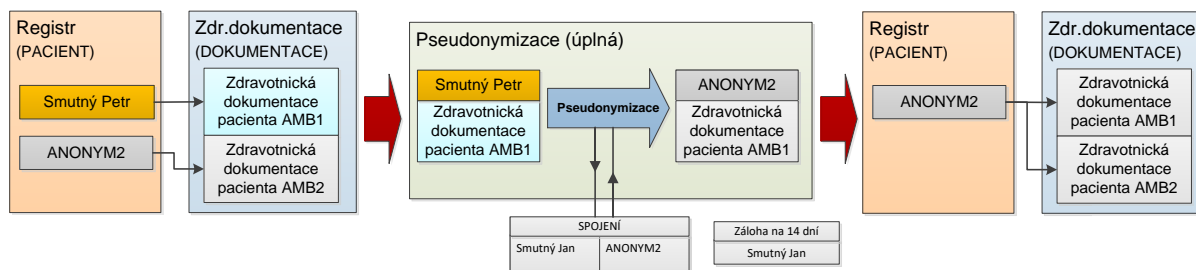 Registr
(PACIENT)
Smutný Petr
ANONYM2
Zdr.dokumentace
(DOKUMENTACE)
Zdravotnická
dokumentace
pacienta AMB1
Zdravotnická
dokumentace
pacienta AMB2
Pseudonymizace (úplná)
Smutný Petr
Zdravotnická
dokumentace
pacienta AMB1
Pseudonymizace
ANONYM2
Zdravotnická
dokumentace
pacienta AMB1
SPOJENÍ
Smutný Jan
ANONYM2
Záloha na 14 dní
Smutný Jan
Registr
(PACIENT)
ANONYM2
Zdr.dokumentace
(DOKUMENTACE)
Zdravotnická
dokumentace
pacienta AMB1
Zdravotnická
dokumentace
pacienta AMB2